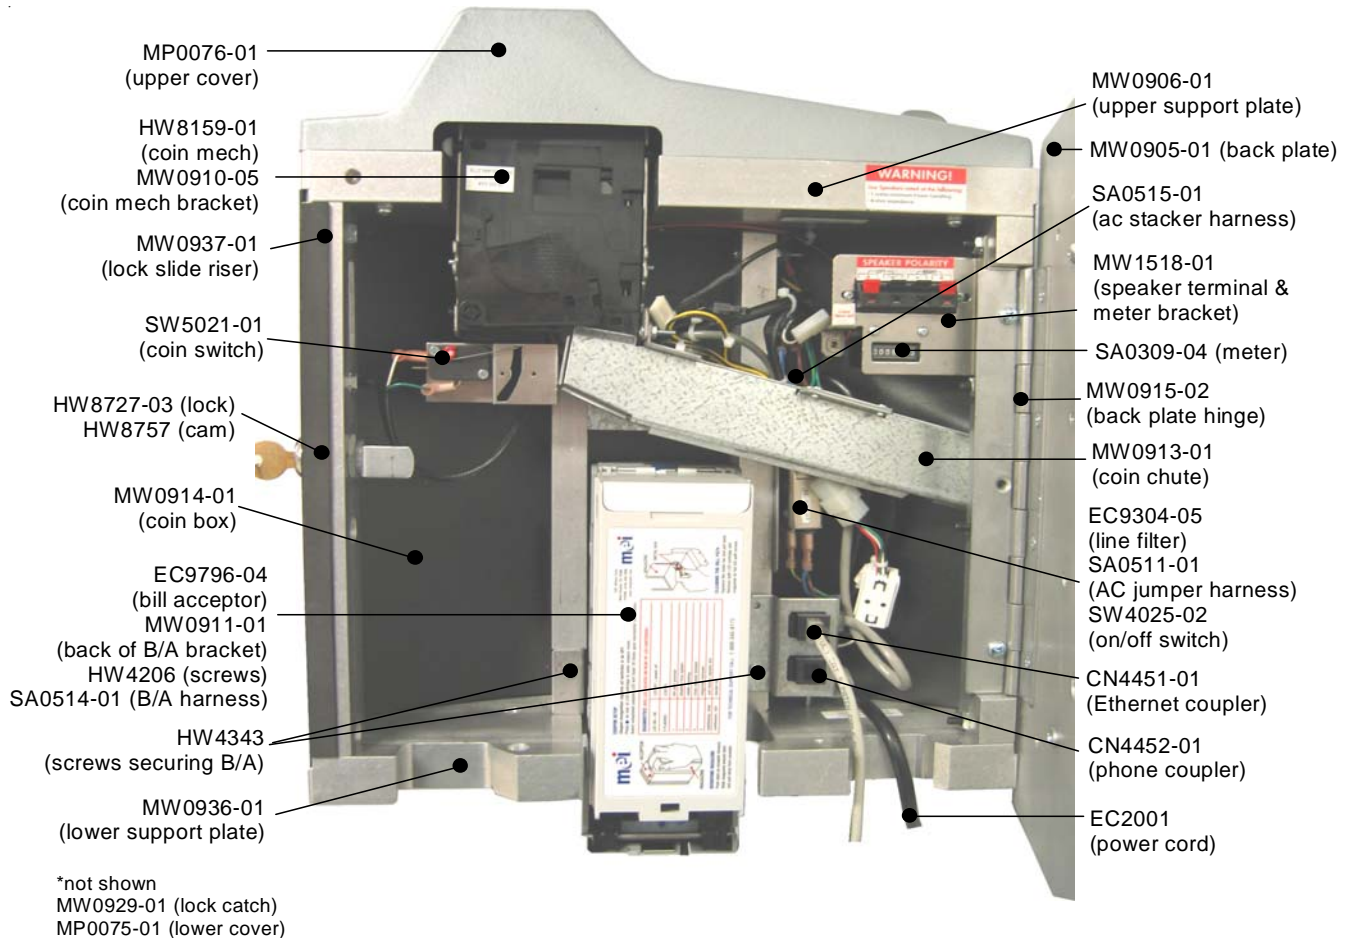 MP0076-01
(upper cover)
HW8159-01
(coin mech)
MW0910-05
(coin mech bracket)
MW0937-01
(lock slide riser)
SW5021-01
(coin switch)
HW8727-03 (lock)
HW8757 (cam)
MW0914-01
(coin box)
EC9796-04
(bill acceptor)
MW0911-01
(back of B/A bracket)
HW4206 (screws)
SA0514-01 (B/A harness)
HW4343
(screws securing B/A)
MW0936-01
(lower support plate)
*not shown
MW0929-01 (lock catch)
MP0075-01 (lower cover)
WARNING!
SPEAKER POLARITY
mei
mei
MW0906-01
(upper support plate)
MW0905-01 (back plate)
SA0515-01
(ac stacker harness)
MW1518-01
(speaker terminal &
meter bracket)
SA0309-04 (meter)
MW0915-02
(back plate hinge)
MW0913-01
(coin chute)
EC9304-05
(line filter)
SA0511-01
(AC jumper harness)
SW4025-02
(on/off switch)
CN4451-01
(Ethernet coupler)
CN4452-01
(phone coupler)
EC2001
(power cord)